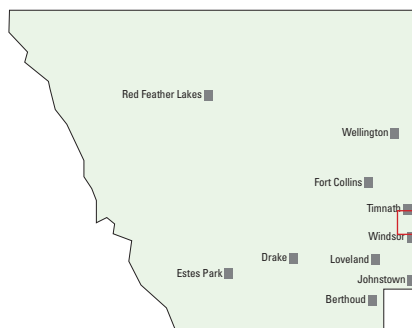 Red Feather Lakes
Wellington
Fort Collins
Timnath
Windsor
Drake
Loveland
Estes Park
Johnstown
Berthoud